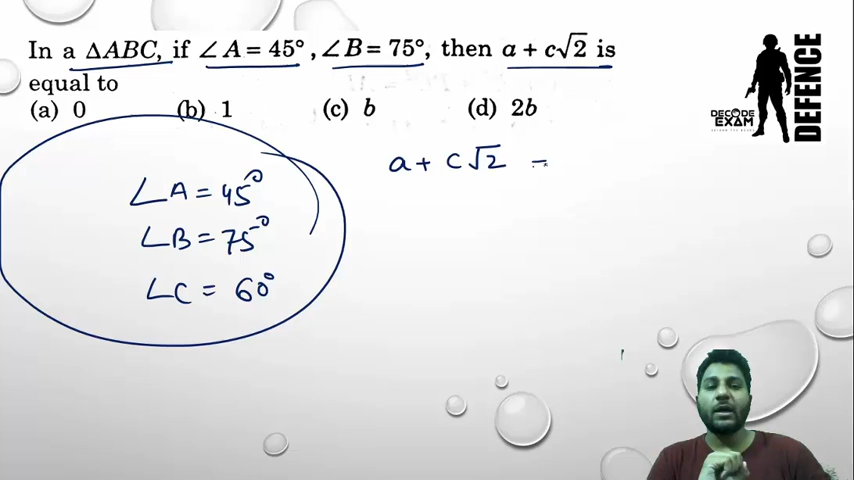 In a ΔABC, if ∠A = 45°, ∠B = 75°, then a + c√2 is
equal to
(a) 0 (b) 1 (c) b (d) 2b
DECODE
EXAM
DEFENCE
a + c√2 =
∠A = 45°
∠B = 75°
∠C = 60°